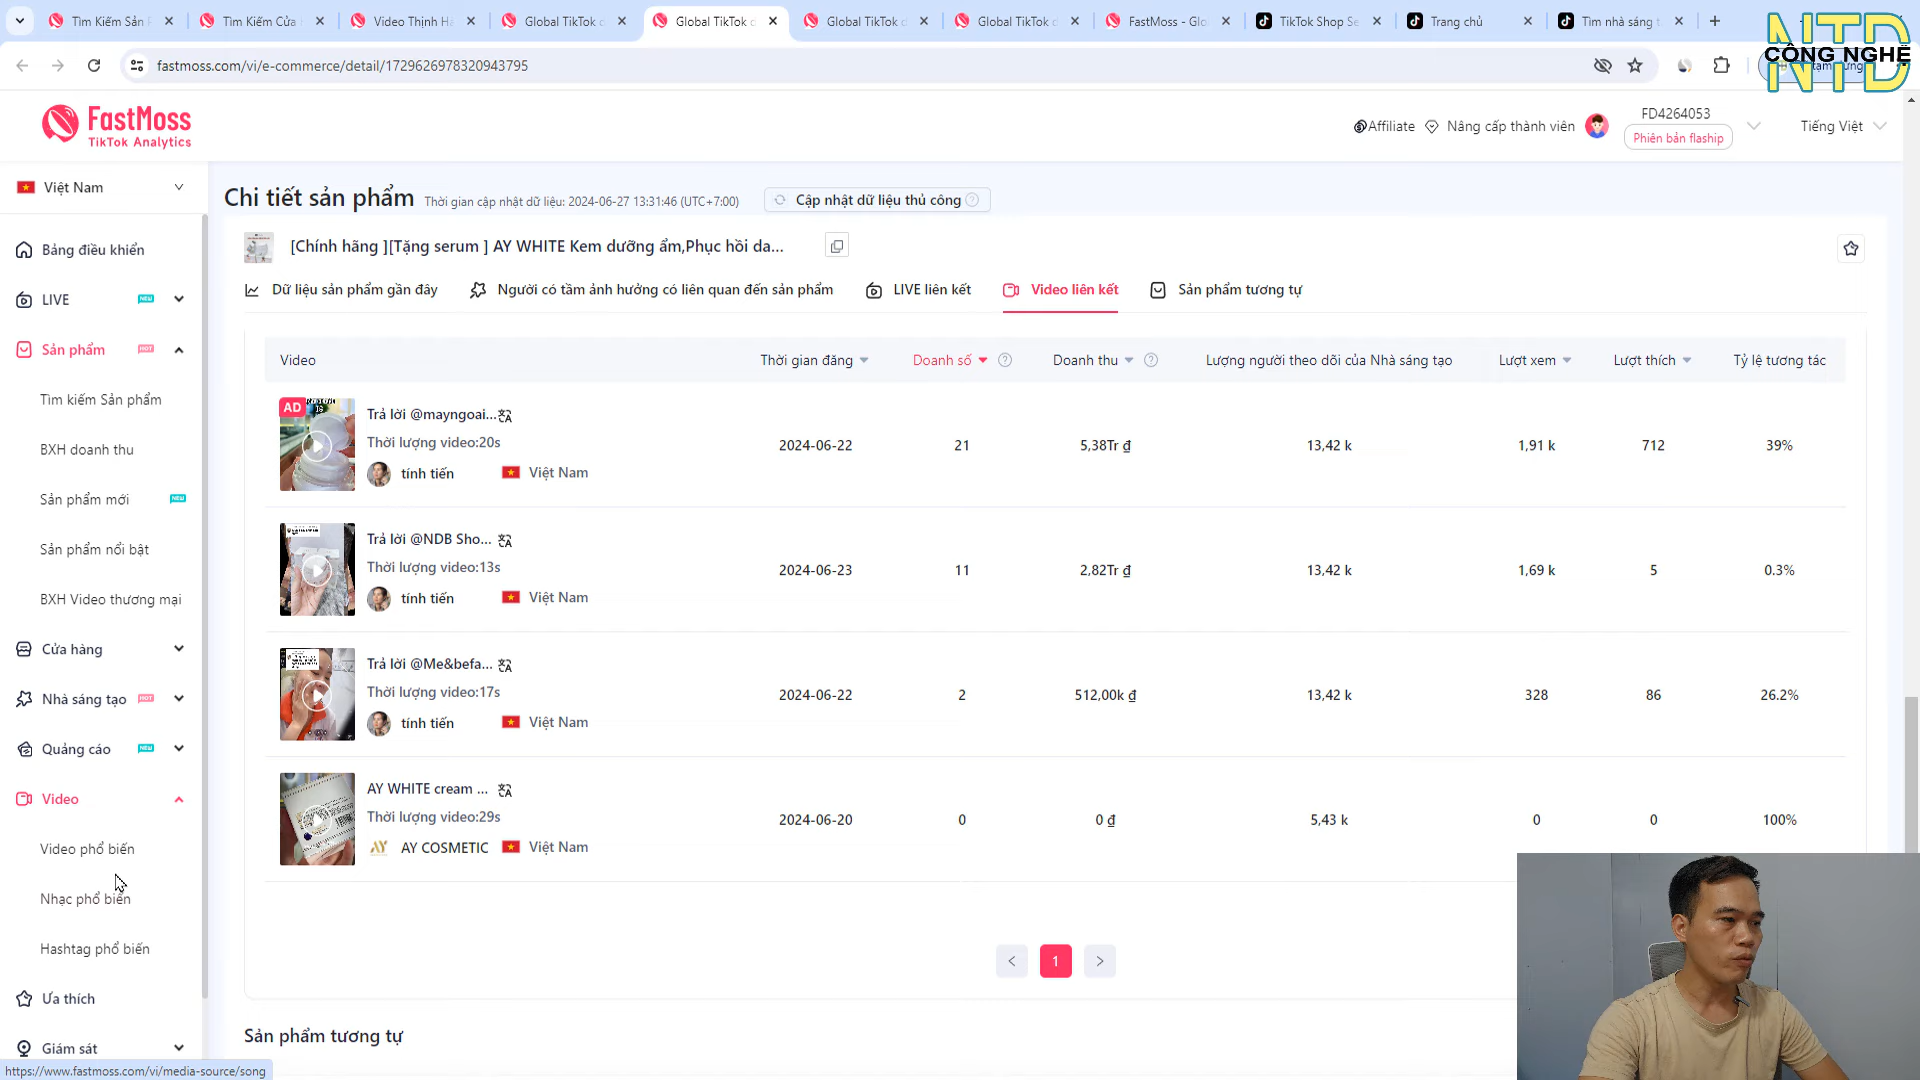 Tìm Kiếm Sản
Tìm Kiếm Cửa
Video Thịnh H
Global TikTok
Global TikTok
Global TikTok
Global TikTok
FastMoss - Glo
TikTok Shop Se
Trang chủ
Tìm nhà sáng t
NTD
CÔNG NGHỆ
fastmoss.com/vi/e-commerce/detail/1729626978320943795
FastMoss
TikTok Analytics
Affiliate
Nâng cấp thành viên
FD4264053
Phiên bản flaship
Tiếng Việt
Việt Nam
Chi tiết sản phẩm
Thời gian cập nhật dữ liệu: 2024-06-27 13:31:46 (UTC+7:00)
Cập nhật dữ liệu thủ công
[Chính hãng ][Tặng serum ] AY WHITE Kem dưỡng ẩm,Phục hồi da...
Bảng điều khiển
LIVE NEW
Sản phẩm HOT
Tìm kiếm Sản phẩm
BXH doanh thu
Sản phẩm mới NEW
Sản phẩm nổi bật
BXH Video thương mại
Cửa hàng
Nhà sáng tạo HOT
Quảng cáo NEW
Video
Video phổ biến
Nhạc phổ biến
Hashtag phổ biến
Ưa thích
Giám sát
Dữ liệu sản phẩm gần đây
Người có tầm ảnh hưởng có liên quan đến sản phẩm
LIVE liên kết
Video liên kết
Sản phẩm tương tự
Video Thời gian đăng Doanh số Doanh thu Lượng người theo dõi của Nhà sáng tạo Lượt xem Lượt thích Tỷ lệ tương tác
AD
Trả lời @mayngoai...
Thời lượng video:20s
tính tiến Việt Nam
2024-06-22 21 5,38Tr ₫ 13,42 k 1,91 k 712 39%
Trả lời @NDB Sho...
Thời lượng video:13s
tính tiến Việt Nam
2024-06-23 11 2,82Tr ₫ 13,42 k 1,69 k 5 0.3%
Trả lời @Me&befa...
Thời lượng video:17s
tính tiến Việt Nam
2024-06-22 2 512,00k ₫ 13,42 k 328 86 26.2%
AY WHITE cream ...
Thời lượng video:29s
AY COSMETIC Việt Nam
2024-06-20 0 0 ₫ 5,43 k 0 0 100%
< 1 >
Sản phẩm tương tự
https://www.fastmoss.com/vi/media-source/song